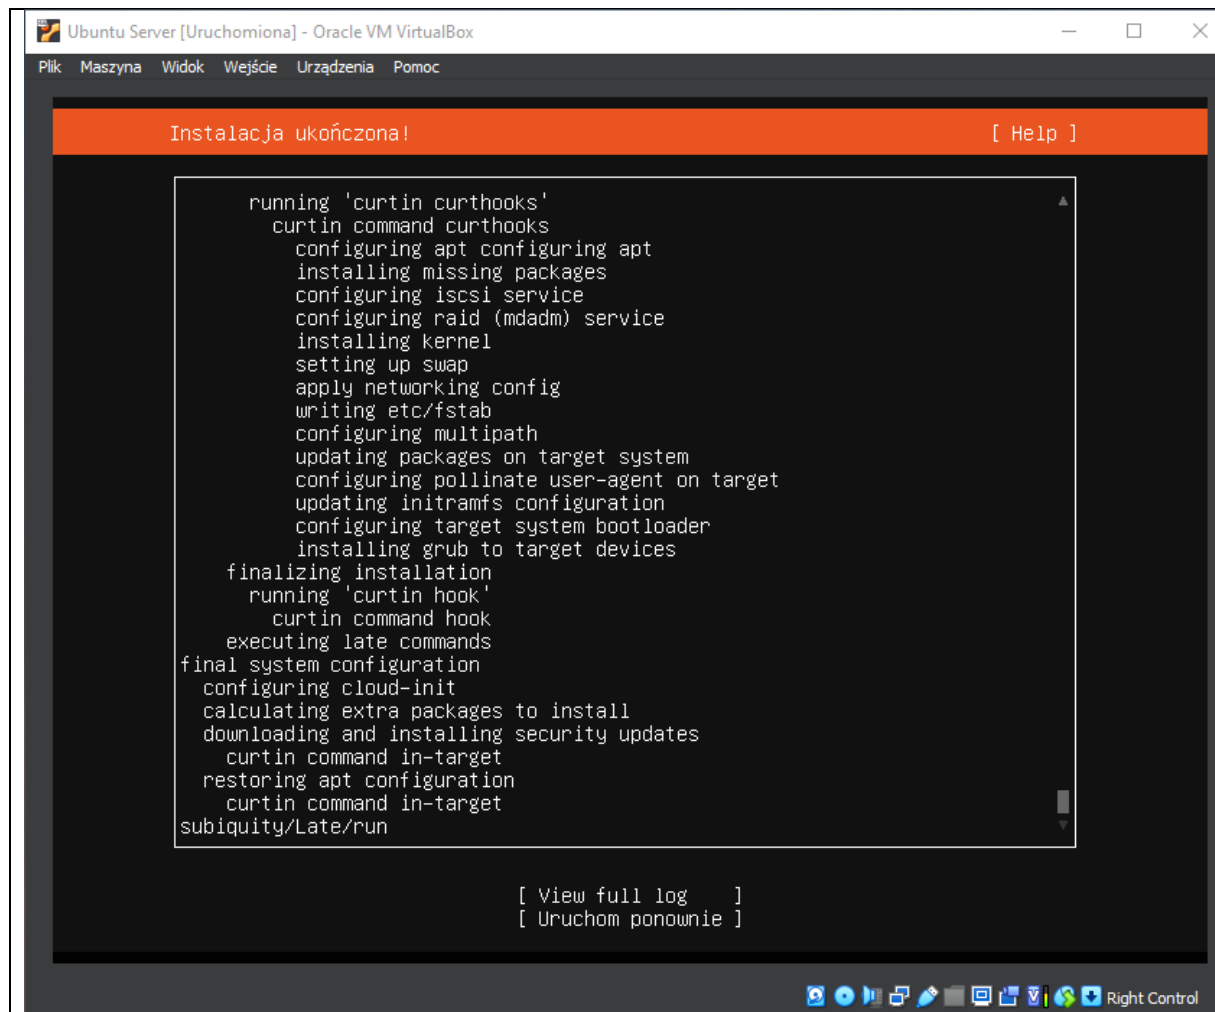 Ubuntu Server [Uruchomiona] - Oracle VM VirtualBox
Plik Maszyna Widok Wejście Urządzenia Pomoc
Instalacja ukończona! [ Help ]
running 'curtin curthooks'
curtin command curthooks
configuring apt configuring apt
installing missing packages
configuring iscsi service
configuring raid (mdadm) service
installing kernel
setting up swap
apply networking config
writing etc/fstab
configuring multipath
updating packages on target system
configuring pollinate user-agent on target
updating initramfs configuration
configuring target system bootloader
installing grub to target devices
finalizing installation
running 'curtin hook'
curtin command hook
executing late commands
final system configuration
configuring cloud-init
calculating extra packages to install
downloading and installing security updates
curtin command in-target
restoring apt configuration
curtin command in-target
subiquity/Late/run
[ View full log ]
[ Uruchom ponownie ]
Right Control